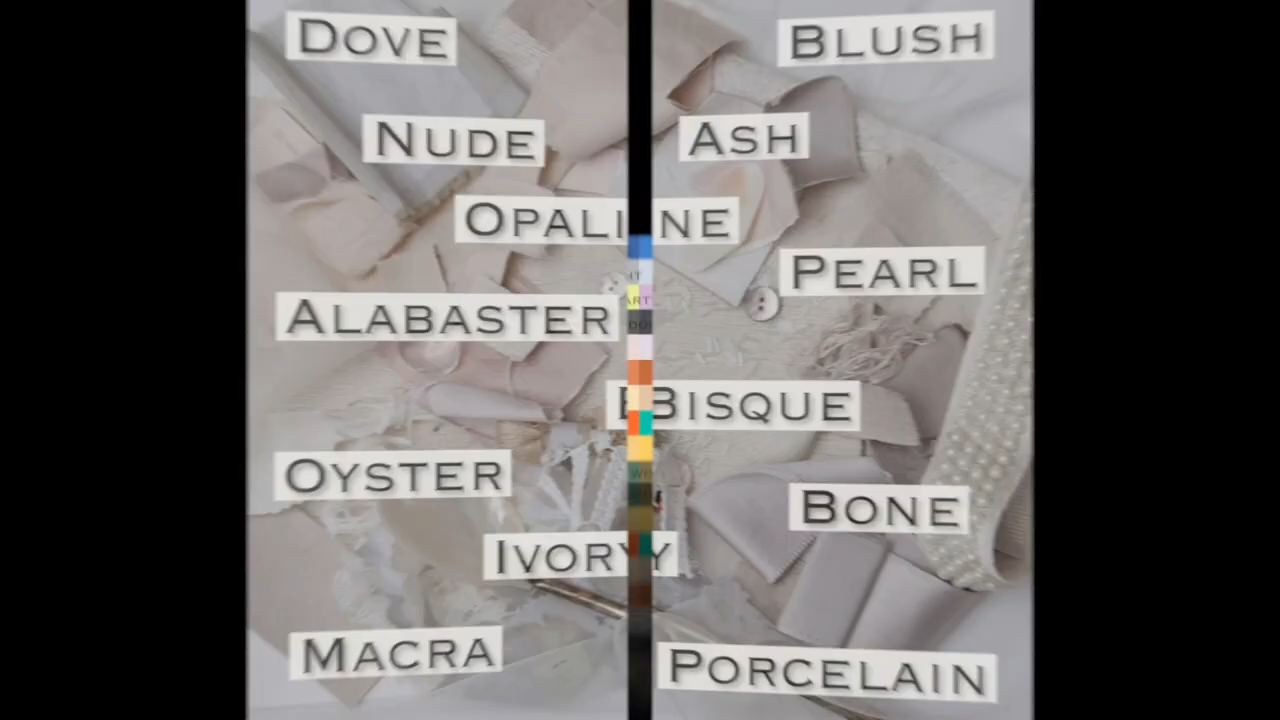 DOVE
BLUSH
NUDE
ASH
OPALINE
PEARL
ALABASTER
BISQUE
OYSTER
BONE
IVORY
MACRA
PORCELAIN